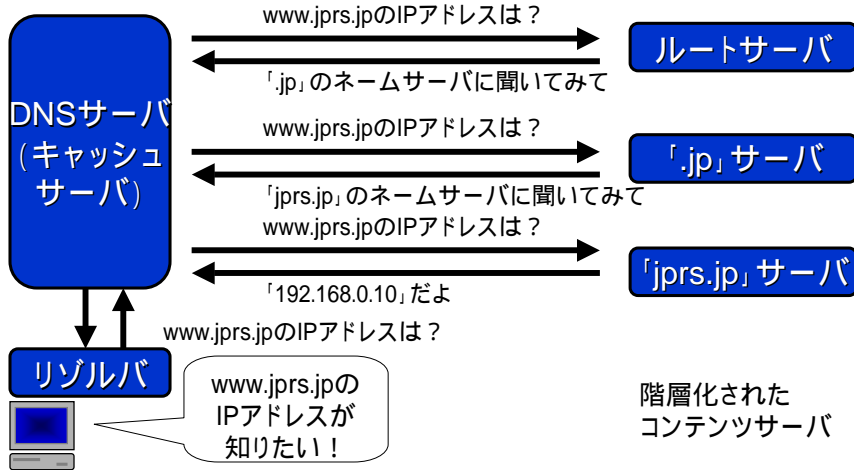 www.jprs.jpのIPアドレスは？
ルートサーバ
「.jp」のネームサーバに聞いてみて
DNSサーバ
(キャッシュ
サーバ)
www.jprs.jpのIPアドレスは？
「.jp」サーバ
「jprs.jp」のネームサーバに聞いてみて
www.jprs.jpのIPアドレスは？
「jprs.jp」サーバ
「192.168.0.10」だよ
www.jprs.jpのIPアドレスは？
リゾルバ
www.jprs.jpの
IPアドレスが
知りたい！
階層化された
コンテンツサーバ